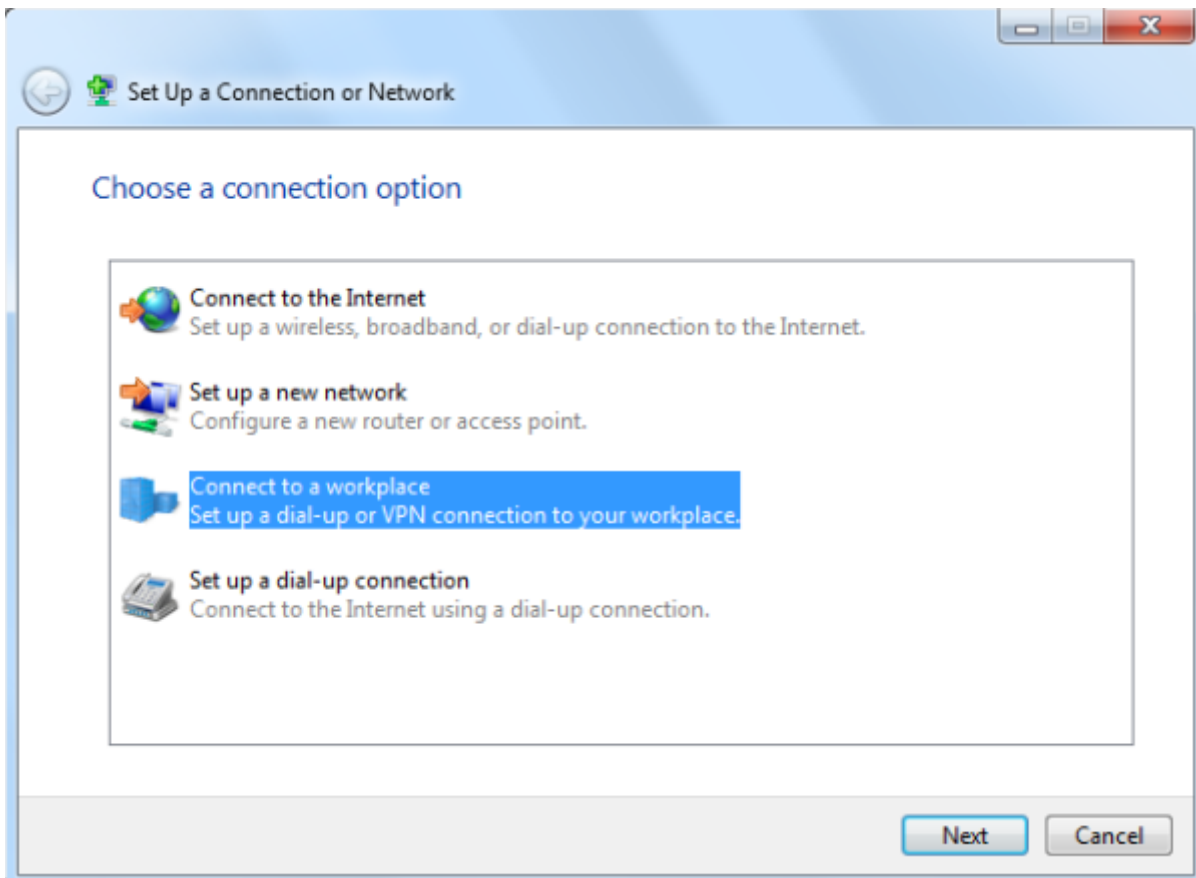 Set Up a Connection or Network
Choose a connection option
Connect to the Internet
Set up a wireless, broadband, or dial-up connection to the Internet.
Set up a new network
Configure a new router or access point.
Connect to a workplace
Set up a dial-up or VPN connection to your workplace.
Set up a dial-up connection
Connect to the Internet using a dial-up connection.
Next Cancel